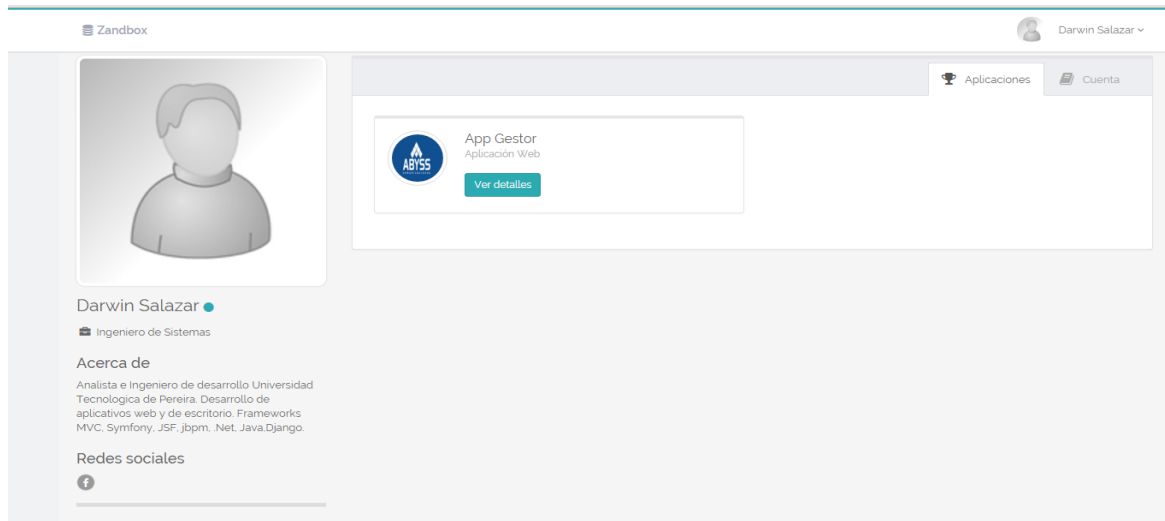 Zandbox
Darwin Salazar
Aplicaciones
Cuenta
App Gestor
Aplicación Web
ABYSS
Ver detalles
Darwin Salazar
Ingeniero de Sistemas
Acerca de
Analista e Ingeniero de desarrollo Universidad
Tecnologica de Pereira. Desarrollo de
aplicativos web y de escritorio. Frameworks
MVC, Symfony, JSF, jbpm, .Net, Java,Django.
Redes sociales